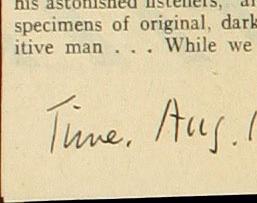 his astonished listeners,
specimens of original, dark
itive man . . . While we
Time. Aug.